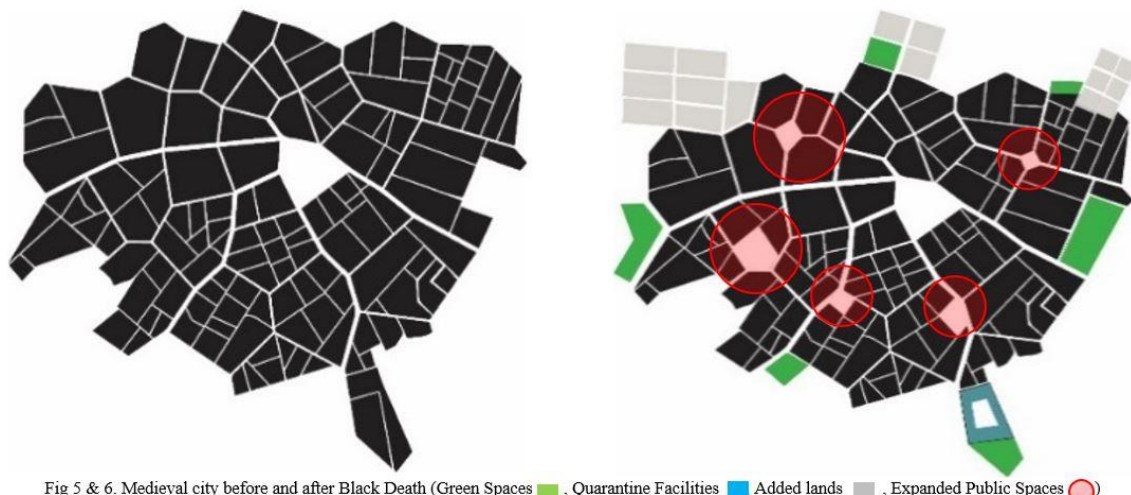 Fig 5 & 6. Medieval city before and after Black Death (Green Spaces , Quarantine Facilities Added lands , Expanded Public Spaces )